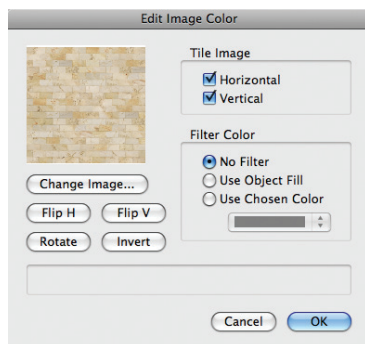 Edit Image Color
Tile Image
Horizontal
Vertical
Filter Color
No Filter
Use Object Fill
Use Chosen Color
Change Image...
Flip H
Flip V
Rotate
Invert
Cancel
OK